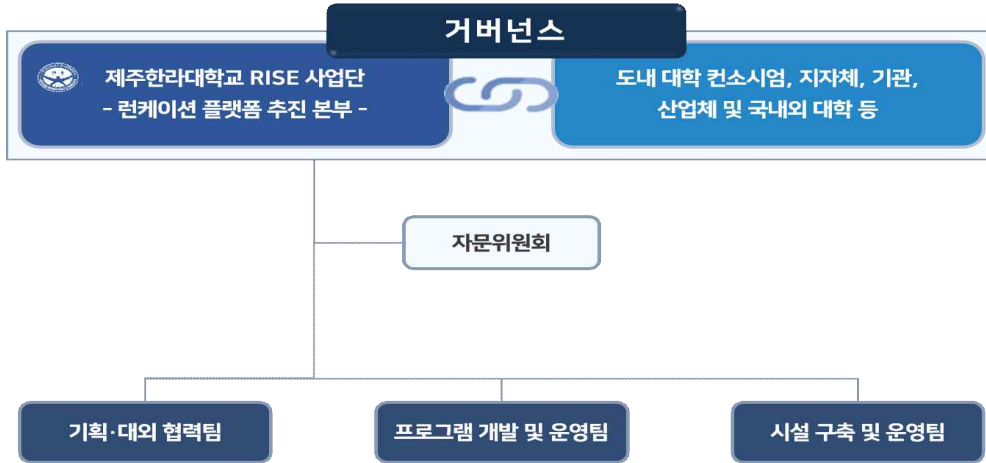 거버넌스
제주한라대학교 RISE 사업단
- 런케이션 플랫폼 추진 본부 -
도내 대학 컨소시엄, 지자체, 기관,
산업체 및 국내외 대학 등
자문위원회
기획·대외 협력팀
프로그램 개발 및 운영팀
시설 구축 및 운영팀